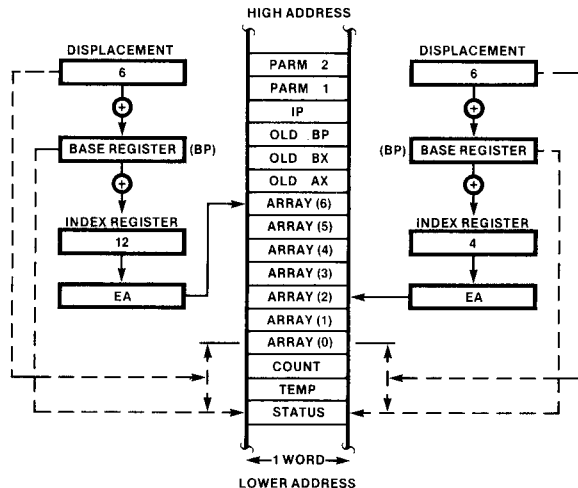 HIGH ADDRESS
DISPLACEMENT
6
+
BASE REGISTER (BP)
+
INDEX REGISTER
12
EA
PARM 2
PARM 1
IP
OLD BP
OLD BX
OLD AX
ARRAY (6)
ARRAY (5)
ARRAY (4)
ARRAY (3)
ARRAY (2)
ARRAY (1)
ARRAY (0)
COUNT
TEMP
STATUS
1 WORD
LOWER ADDRESS
DISPLACEMENT
6
+
(BP) BASE REGISTER
+
INDEX REGISTER
4
EA